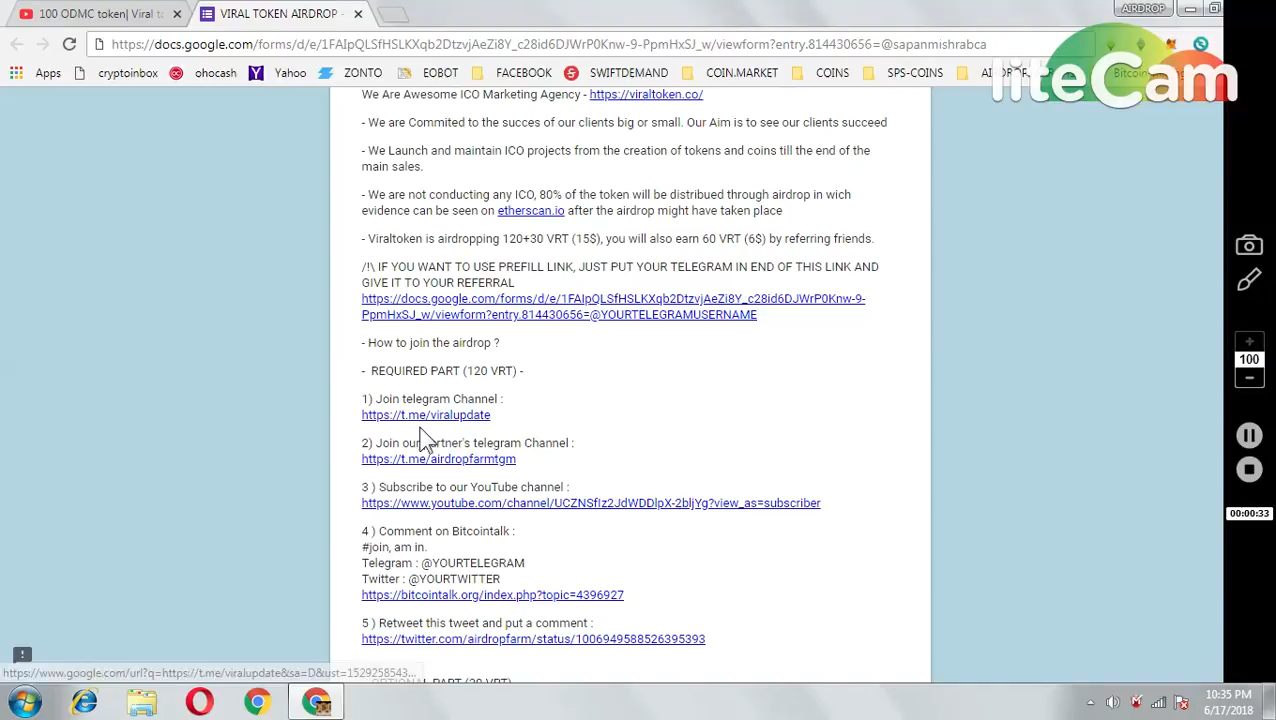 100 ODMC token| Viral t
VIRAL TOKEN AIRDROP -
AIRDROP
https://docs.google.com/forms/d/e/1FAIpQLSfHSLKXqb2DtzvjAeZi8Y_c28id6DJWrP0Knw-9-PpmHxSJ_w/viewform?entry.814430656=@sapanmishrabca
Apps cryptoinbox ohocash Yahoo ZONTO EOBOT FACEBOOK SWIFTDEMAND COIN.MARKET COINS SPS-COINS
liteCam
We Are Awesome ICO Marketing Agency - https://viraltoken.co/
- We are Commited to the succes of our clients big or small. Our Aim is to see our clients succeed
- We Launch and maintain ICO projects from the creation of tokens and coins till the end of the
main sales.
- We are not conducting any ICO, 80% of the token will be distribued through airdrop in wich
evidence can be seen on etherscan.io after the airdrop might have taken place
- Viraltoken is airdropping 120+30 VRT (15$), you will also earn 60 VRT (6$) by referring friends.
/!\ IF YOU WANT TO USE PREFILL LINK, JUST PUT YOUR TELEGRAM IN END OF THIS LINK AND
GIVE IT TO YOUR REFERRAL
https://docs.google.com/forms/d/e/1FAIpQLSfHSLKXqb2DtzvjAeZi8Y_c28id6DJWrP0Knw-9-
PpmHxSJ_w/viewform?entry.814430656=@YOURTELEGRAMUSERNAME
- How to join the airdrop ?
- REQUIRED PART (120 VRT) -
1) Join telegram Channel :
https://t.me/viralupdate
2) Join our partner's telegram Channel :
https://t.me/airdropfarmtgm
3 ) Subscribe to our YouTube channel :
https://www.youtube.com/channel/UCZNSfIz2JdWDDlpX-2bljYg?view_as=subscriber
4 ) Comment on Bitcointalk :
#join, am in.
Telegram : @YOURTELEGRAM
Twitter : @YOURTWITTER
https://bitcointalk.org/index.php?topic=4396927
5 ) Retweet this tweet and put a comment :
https://twitter.com/airdropfarm/status/1006949588526395393
https://www.google.com/url?q=https://t.me/viralupdate&sa=D&ust=1529258543...
100
00:00:33
10:35 PM
6/17/2018